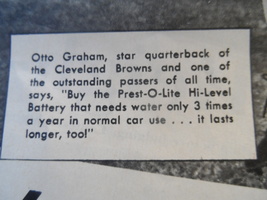 Otto Graham, star quarterback of
the Cleveland Browns and one of
the outstanding passers of all time,
says, "Buy the Prest-O-Lite Hi-Level
Battery that needs water only 3 times
a year in normal car use . . . it lasts
longer, too!"